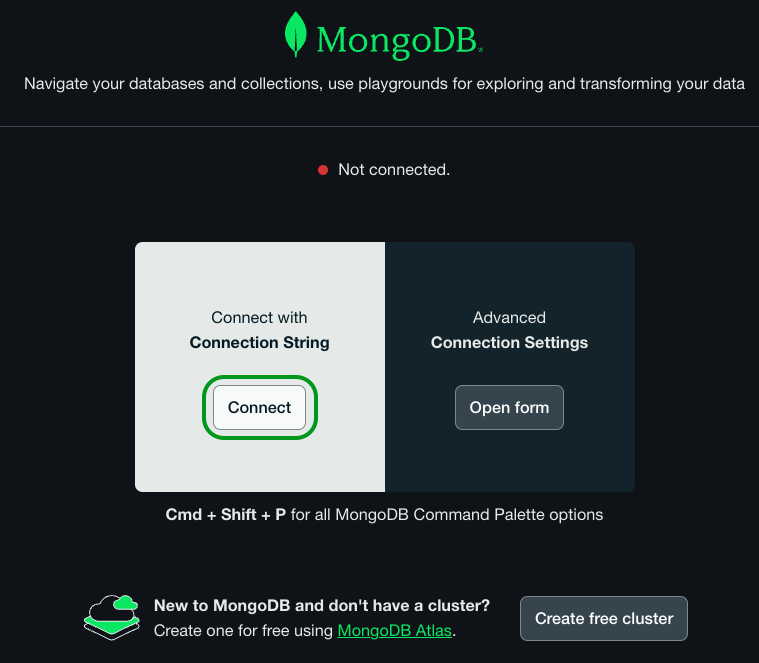 MongoDB®
Navigate your databases and collections, use playgrounds for exploring and transforming your data
Not connected.
Connect with
Connection String
Connect
Advanced
Connection Settings
Open form
Cmd + Shift + P for all MongoDB Command Palette options
New to MongoDB and don't have a cluster?
Create one for free using MongoDB Atlas.
Create free cluster